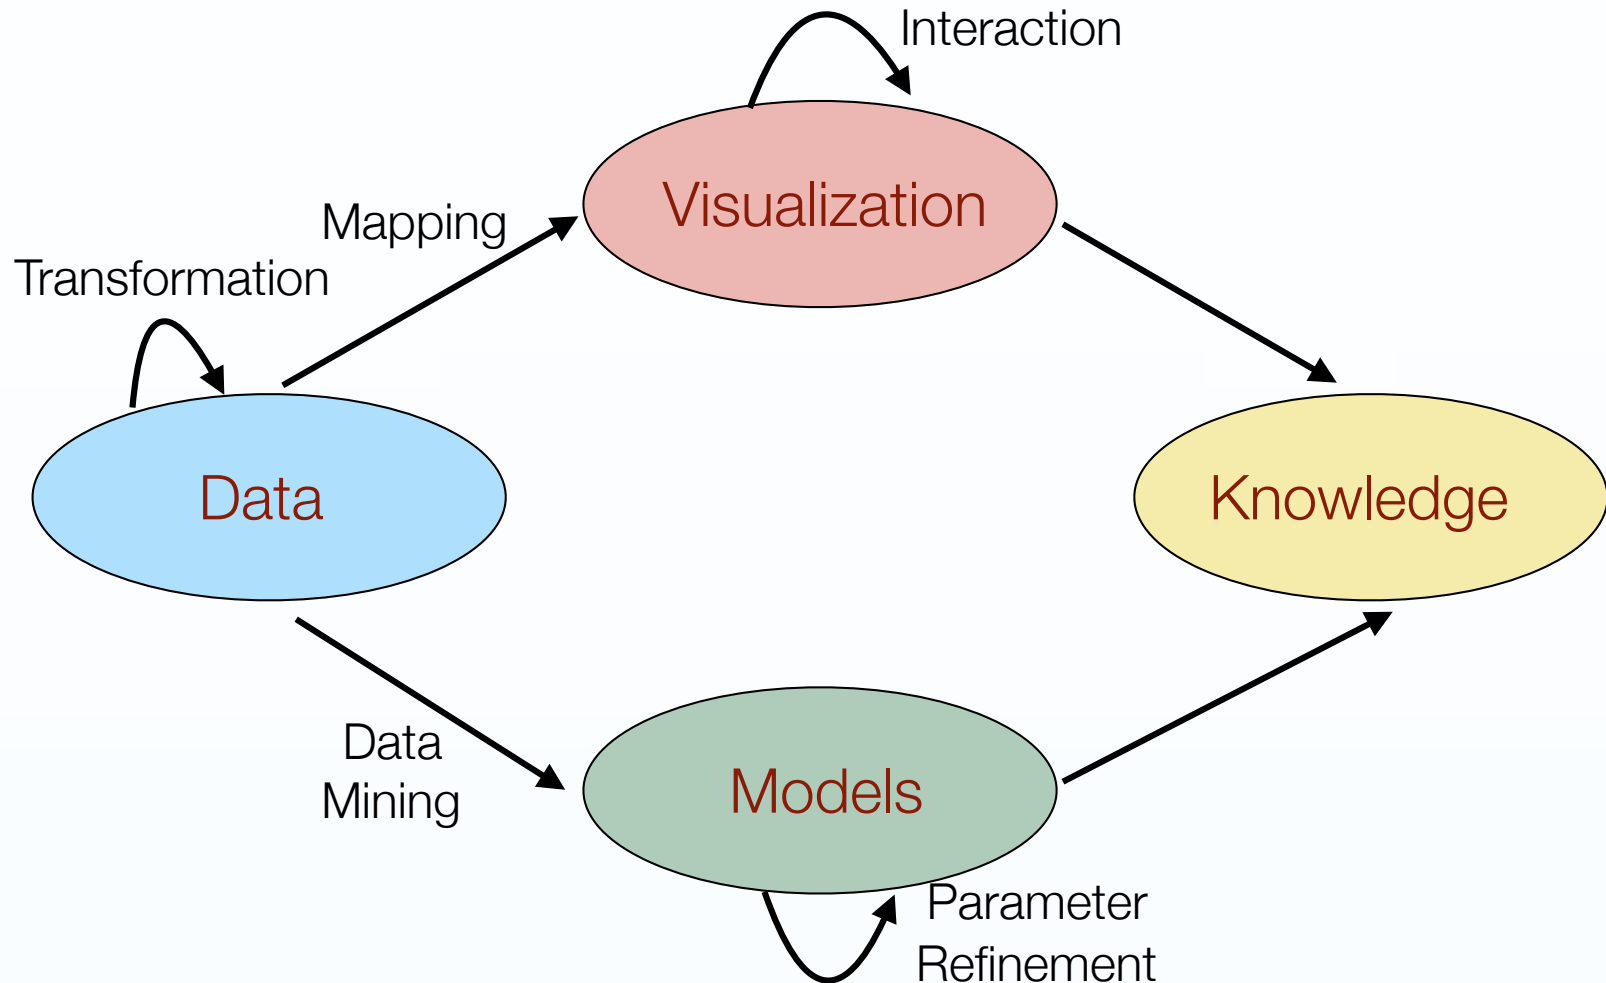 Interaction
Visualization
Mapping
Transformation
Data
Knowledge
Data
Mining
Models
Parameter
Refinement